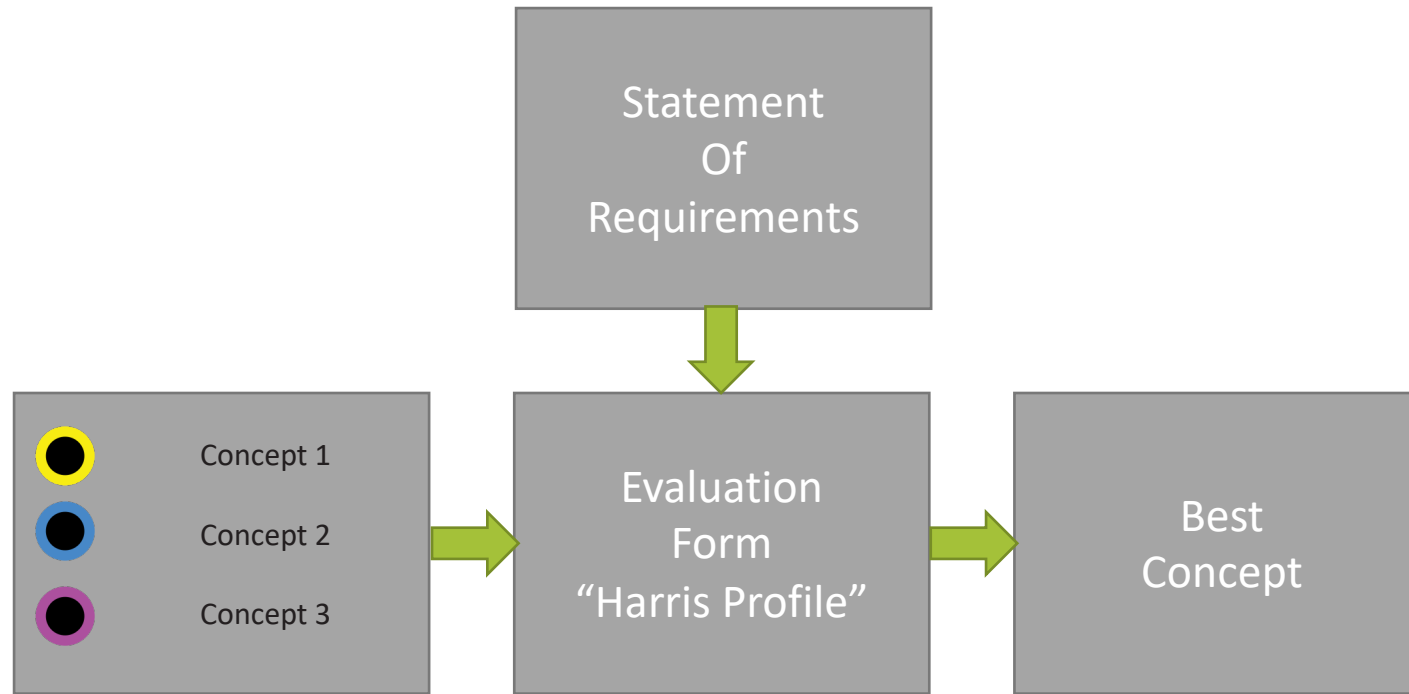 Statement
Of
Requirements
Concept 1
Concept 2
Concept 3
Evaluation
Form
“Harris Profile”
Best
Concept